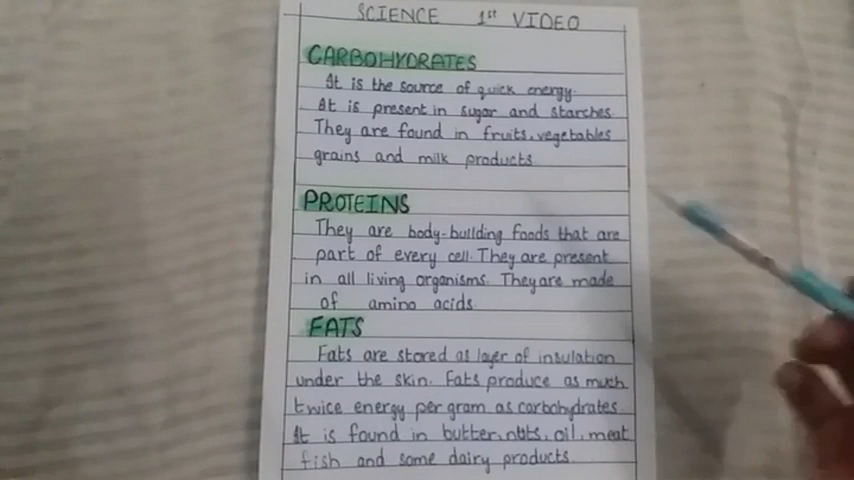 SCIENCE 1st VIDEO
CARBOHYDRATES
It is the source of quick energy.
It is present in sugar and starches.
They are found in fruits, vegetables
grains and milk products.
PROTEINS
They are body-building foods that are
part of every cell. They are present
in all living organisms. They are made
of amino acids.
FATS
Fats are stored as layer of insulation
under the skin. Fats produce as much
twice energy per gram as carbohydrates.
It is found in butter, nuts, oil, meat
fish and some dairy products.